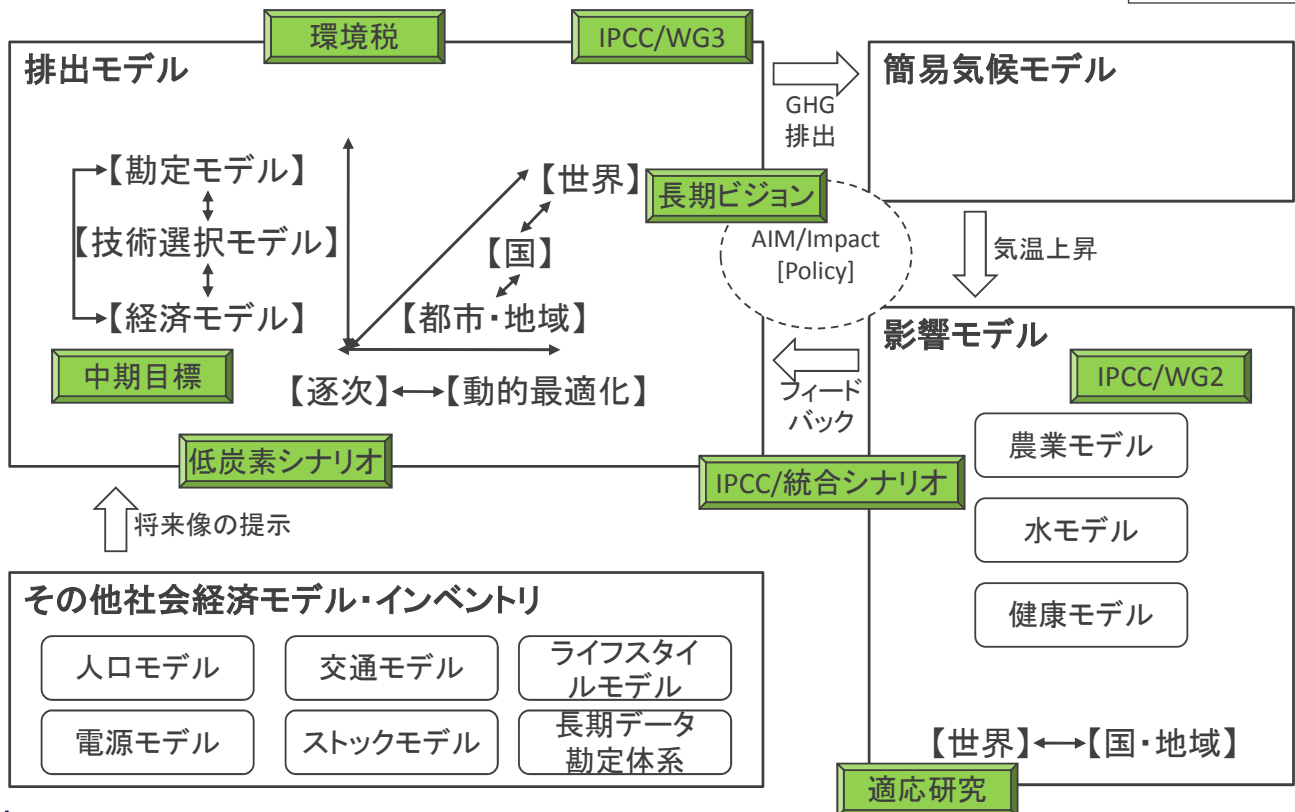 環境税
IPCC/WG3
排出モデル
簡易気候モデル
GHG
排出
【勘定モデル】
【世界】
長期ビジョン
【技術選択モデル】
【国】
AIM/Impact
[Policy]
気温上昇
【経済モデル】
【都市・地域】
影響モデル
中期目標
【逐次】
【動的最適化】
フィード
バック
IPCC/WG2
農業モデル
低炭素シナリオ
IPCC/統合シナリオ
将来像の提示
水モデル
その他社会経済モデル・インベントリ
健康モデル
人口モデル
交通モデル
ライフスタイ
ルモデル
電源モデル
ストックモデル
長期データ
勘定体系
【世界】
【国・地域】
適応研究